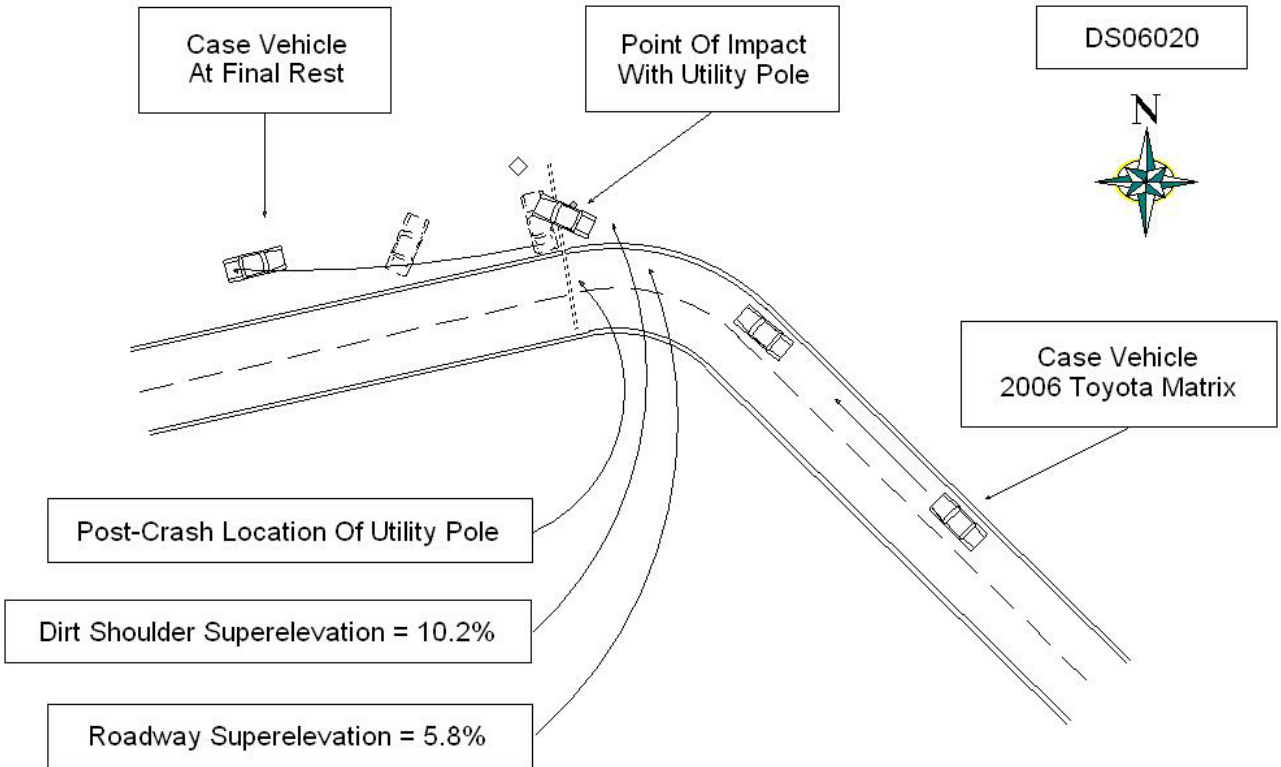 Case Vehicle
At Final Rest
Point Of Impact
With Utility Pole
DS06020
N
Case Vehicle
2006 Toyota Matrix
Post-Crash Location Of Utility Pole
Dirt Shoulder Superelevation = 10.2%
Roadway Superelevation = 5.8%